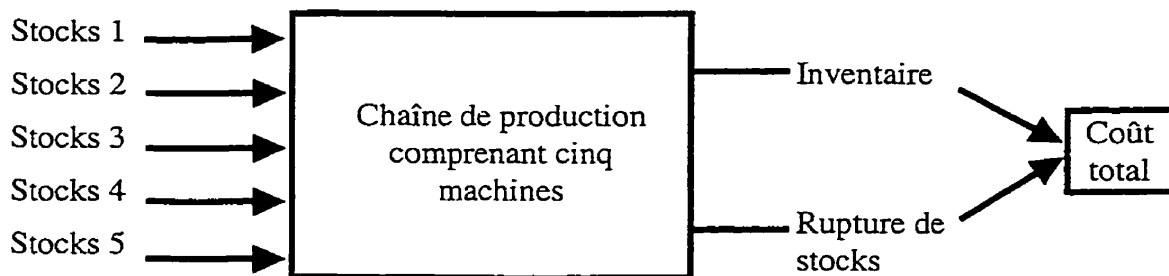 Stocks 1
Stocks 2
Stocks 3
Stocks 4
Stocks 5
Chaîne de production
comprenant cinq
machines
Inventaire
Rupture de
stocks
Coût
total